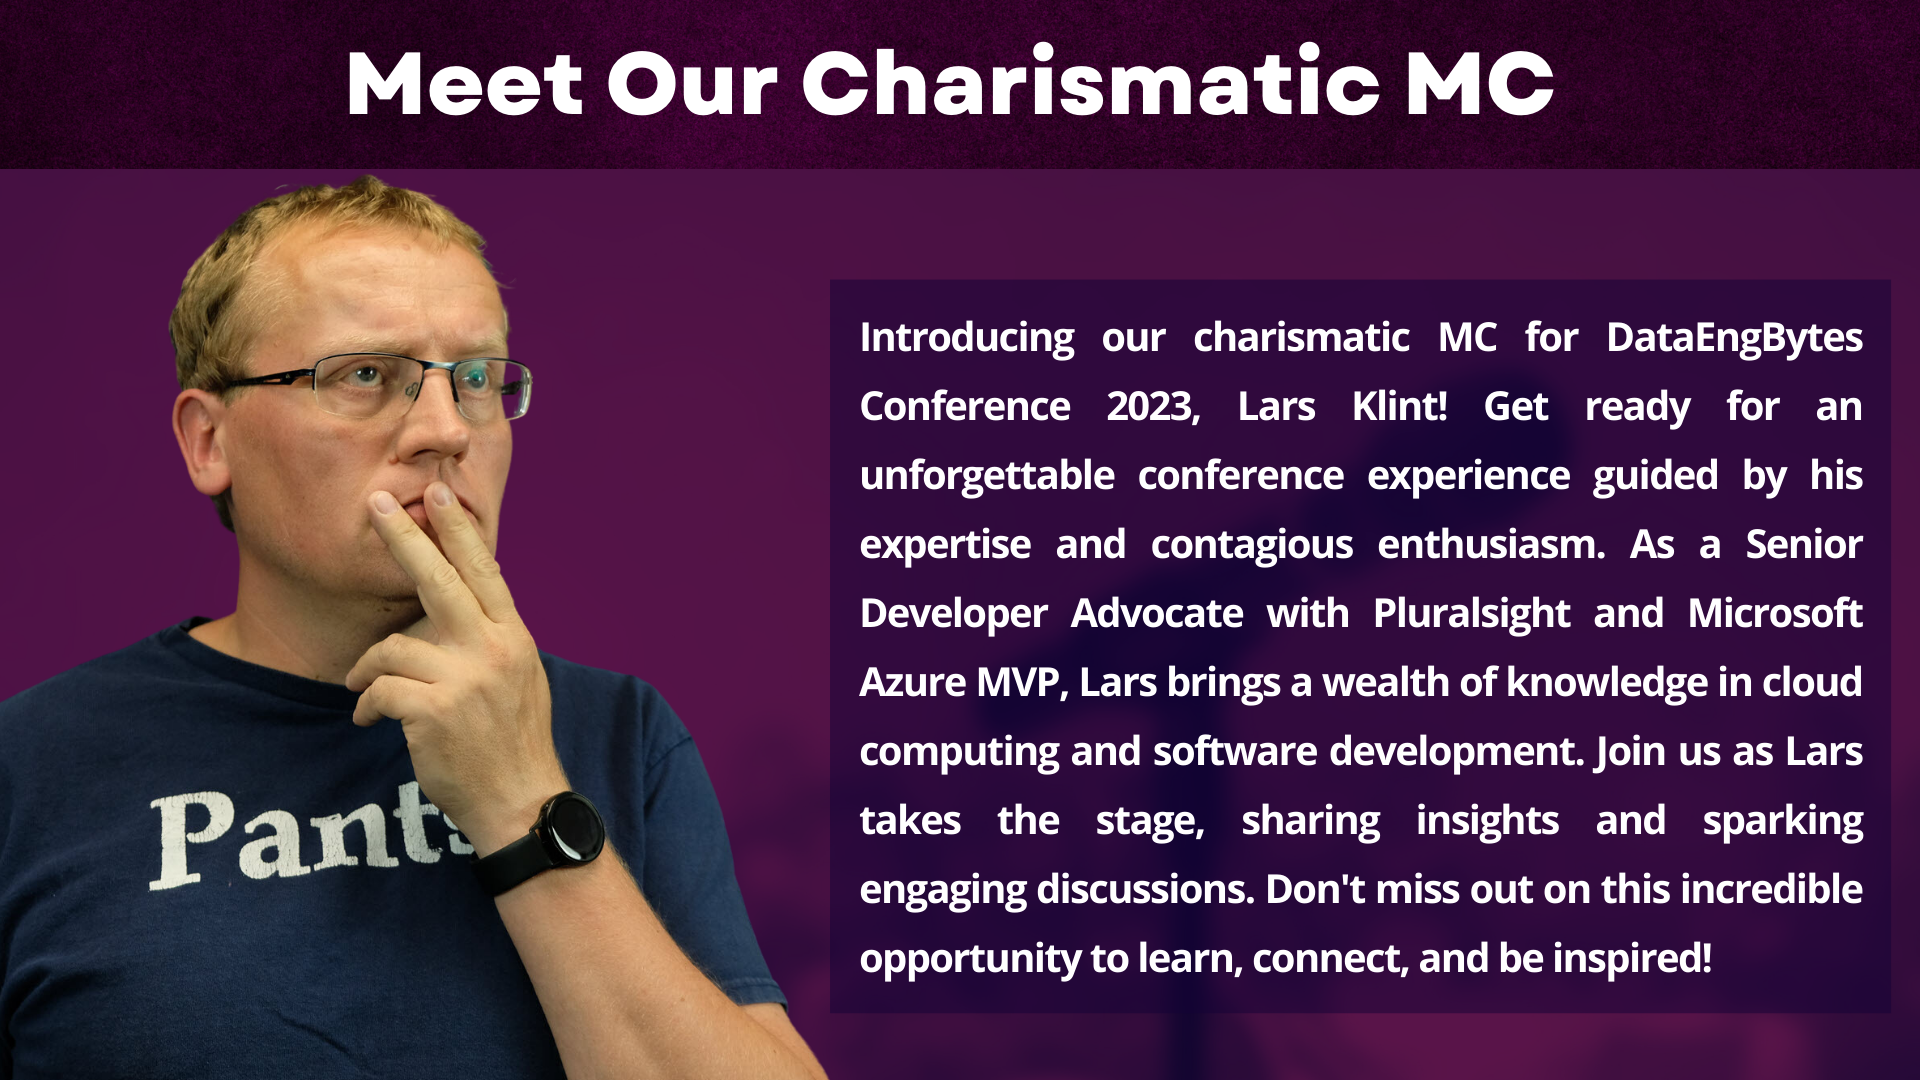 Meet Our Charismatic MC
Introducing our charismatic MC for DataEngBytes
Conference 2023, Lars Klint! Get ready for an
unforgettable conference experience guided by his
expertise and contagious enthusiasm. As a Senior
Developer Advocate with Pluralsight and Microsoft
Azure MVP, Lars brings a wealth of knowledge in cloud
computing and software development. Join us as Lars
takes the stage, sharing insights and sparking
engaging discussions. Don't miss out on this incredible
opportunity to learn, connect, and be inspired!
Pants